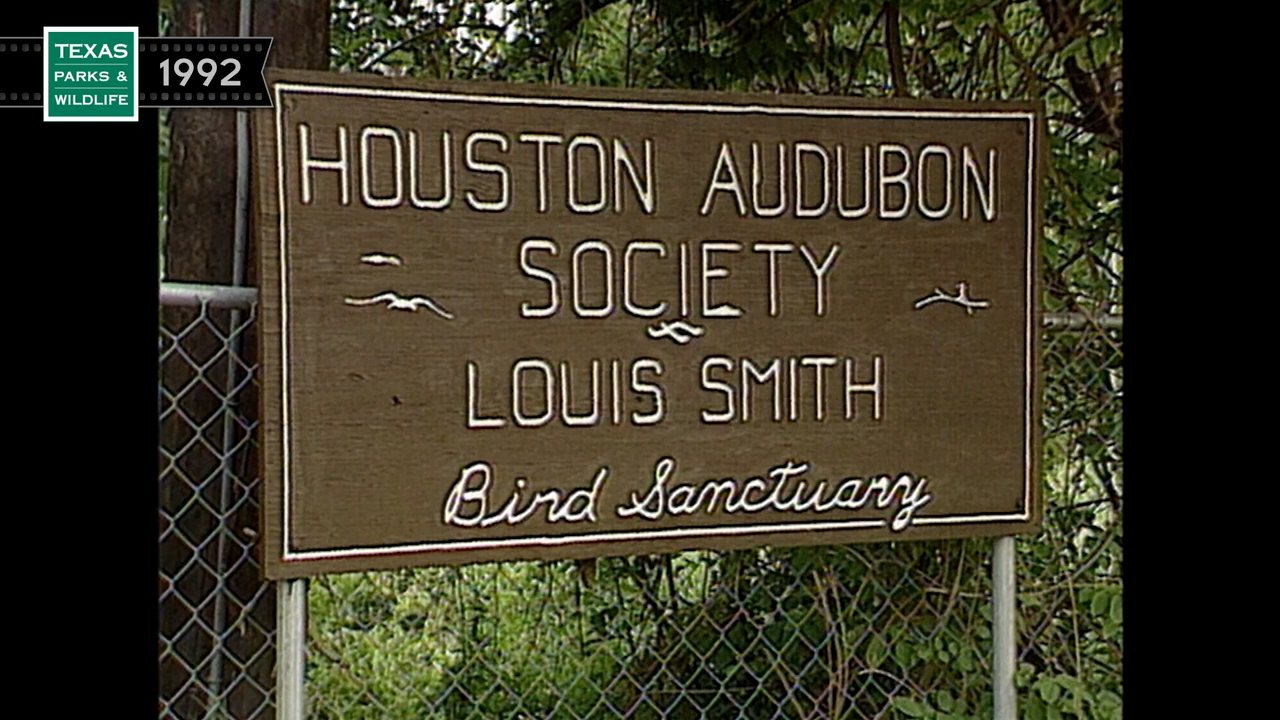 TEXAS
PARKS &
WILDLIFE
1992
HOUSTON AUDUBON
SOCIETY
LOUIS SMITH
Bird Sanctuary